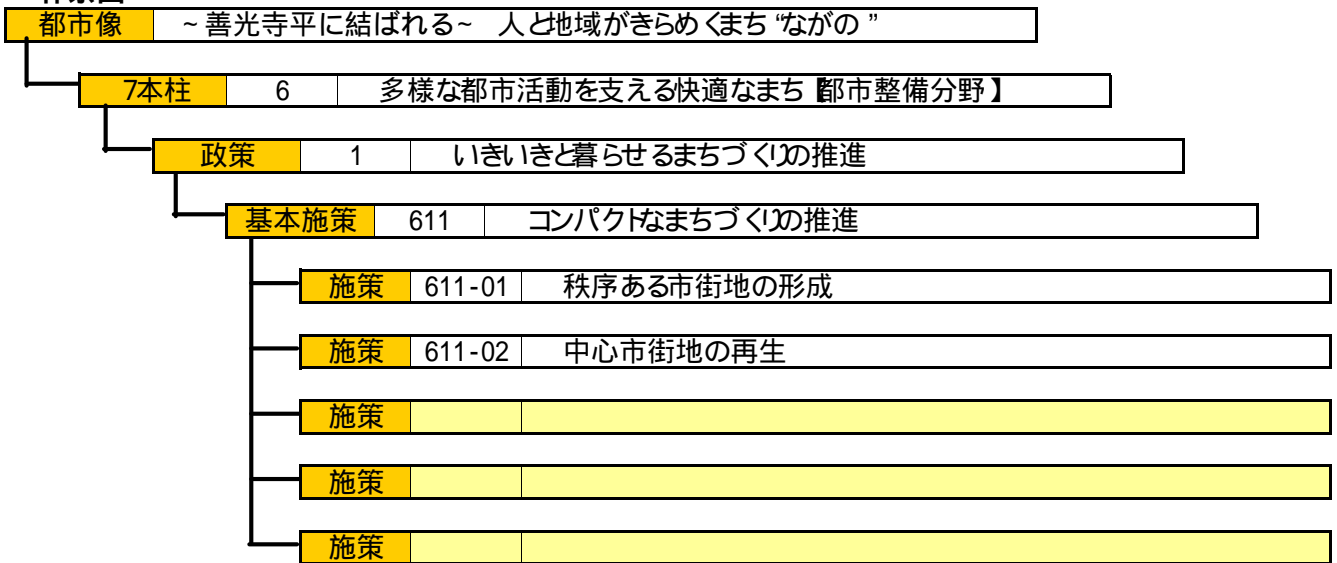 都市像 ~善光寺平に結ばれる~ 人と地域がきらめくまち“ながの”
7本柱 6 多様な都市活動を支える快適なまち【都市整備分野】
政策 1 いきいきと暮らせるまちづくりの推進
基本施策 611 コンパクトなまちづくりの推進
施策 611-01 秩序ある市街地の形成
施策 611-02 中心市街地の再生
施策
施策
施策